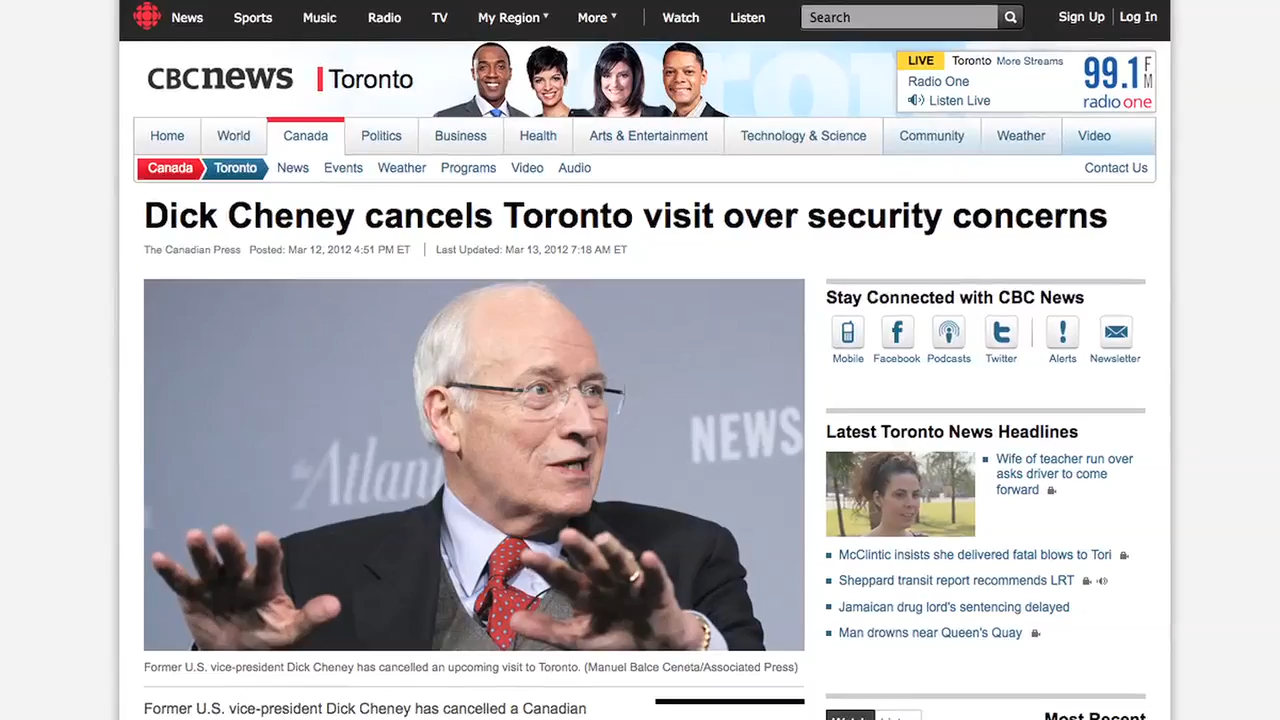 News Sports Music Radio TV My Region More Watch Listen Search Sign Up Log In
CBCnews Toronto
LIVE Toronto More Streams
Radio One
Listen Live
99.1 FM
radio one
Home World Canada Politics Business Health Arts & Entertainment Technology & Science Community Weather Video
Canada Toronto News Events Weather Programs Video Audio Contact Us
Dick Cheney cancels Toronto visit over security concerns
The Canadian Press Posted: Mar 12, 2012 4:51 PM ET Last Updated: Mar 13, 2012 7:18 AM ET
Atlan
NEWS
Former U.S. vice-president Dick Cheney has cancelled an upcoming visit to Toronto. (Manuel Balce Ceneta/Associated Press)
Former U.S. vice-president Dick Cheney has cancelled a Canadian
Stay Connected with CBC News
Mobile Facebook Podcasts Twitter Alerts Newsletter
Latest Toronto News Headlines
Wife of teacher run over
asks driver to come
forward
McClintic insists she delivered fatal blows to Tori
Sheppard transit report recommends LRT
Jamaican drug lord's sentencing delayed
Man drowns near Queen's Quay
Most Recent